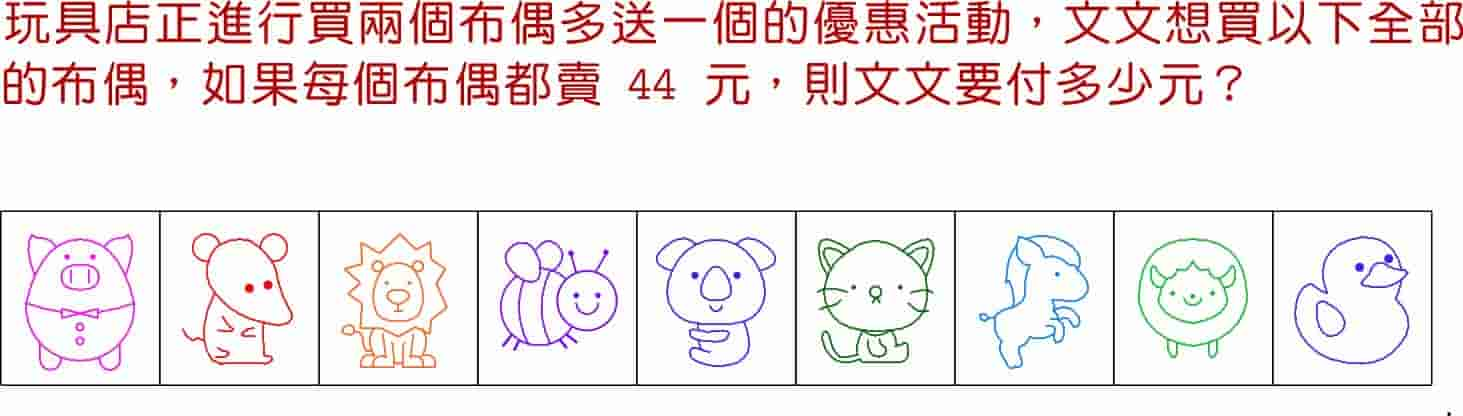 玩具店正進行買兩個布偶多送一個的優惠活動，文文想買以下全部
的布偶，如果每個布偶都賣 44 元，則文文要付多少元？